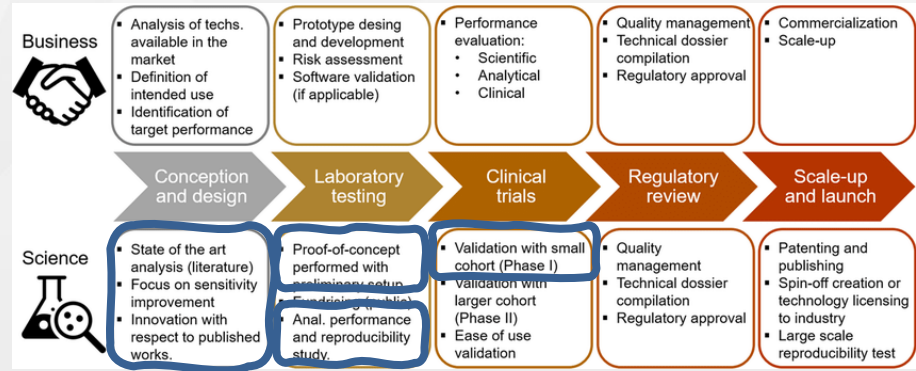 Business
▪ Analysis of techs.
available in the
market
▪ Definition of
intended use
▪ Identification of
target performance
▪ Prototype desing
and development
▪ Risk assessment
▪ Software validation
(if applicable)
▪ Performance
evaluation:
• Scientific
• Analytical
• Clinical
▪ Quality management
▪ Technical dossier
compilation
▪ Regulatory approval
▪ Commercialization
▪ Scale-up
Conception
and design
Laboratory
testing
Clinical
trials
Regulatory
review
Scale-up
and launch
Science
▪ State of the art
analysis (literature)
▪ Focus on sensitivity
improvement
▪ Innovation with
respect to published
works.
▪ Proof-of-concept
performed with
preliminary setup
▪ Fundrising (public)
▪ Anal. performance
and reproducibility
study.
▪ Validation with small
cohort (Phase I)
▪ Validation with
larger cohort
(Phase II)
▪ Ease of use
validation
▪ Quality
management
▪ Technical dossier
compilation
▪ Regulatory approval
▪ Patenting and
publishing
▪ Spin-off creation or
technology licensing
to industry
▪ Large scale
reproducibility test